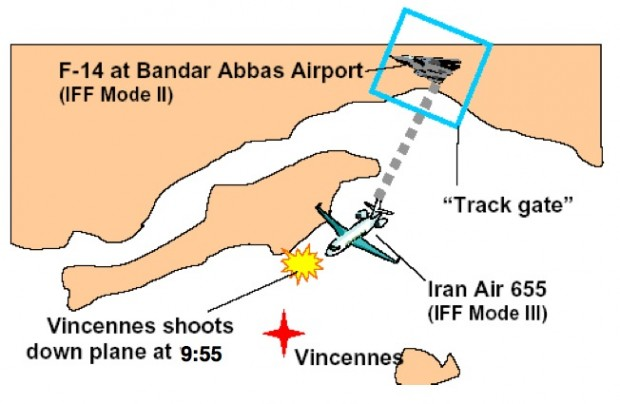 F-14 at Bandar Abbas Airport
(IFF Mode II)
“Track gate”
Iran Air 655
(IFF Mode III)
Vincennes shoots
down plane at 9:55
Vincennes